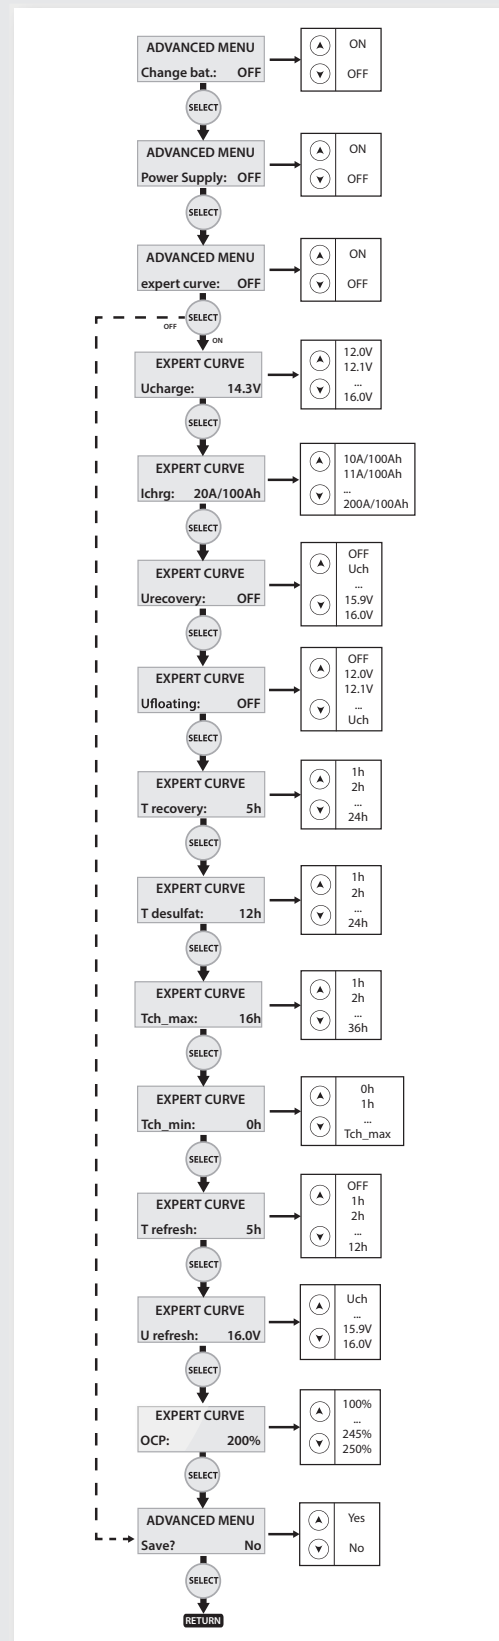 ADVANCED MENU
Change bat.: OFF
ON
OFF
SELECT
ADVANCED MENU
Power Supply: OFF
ON
OFF
SELECT
ADVANCED MENU
expert curve: OFF
ON
OFF
SELECT
OFF
ON
EXPERT CURVE
Ucharge: 14.3V
12.0V
12.1V
...
16.0V
SELECT
EXPERT CURVE
Ichrg: 20A/100Ah
10A/100Ah
11A/100Ah
...
200A/100Ah
SELECT
EXPERT CURVE
Urecovery: OFF
OFF
Uch
...
15.9V
16.0V
SELECT
EXPERT CURVE
Ufloating: OFF
OFF
12.0V
12.1V
...
Uch
SELECT
EXPERT CURVE
T recovery: 5h
1h
2h
...
24h
SELECT
EXPERT CURVE
T desulfat: 12h
1h
2h
...
24h
SELECT
EXPERT CURVE
Tch_max: 16h
1h
2h
...
36h
SELECT
EXPERT CURVE
Tch_min: 0h
0h
1h
...
Tch_max
SELECT
EXPERT CURVE
T refresh: 5h
OFF
1h
2h
...
12h
SELECT
EXPERT CURVE
U refresh: 16.0V
Uch
...
15.9V
16.0V
SELECT
EXPERT CURVE
OCP: 200%
100%
...
245%
250%
SELECT
ADVANCED MENU
Save? No
Yes
No
SELECT
RETURN